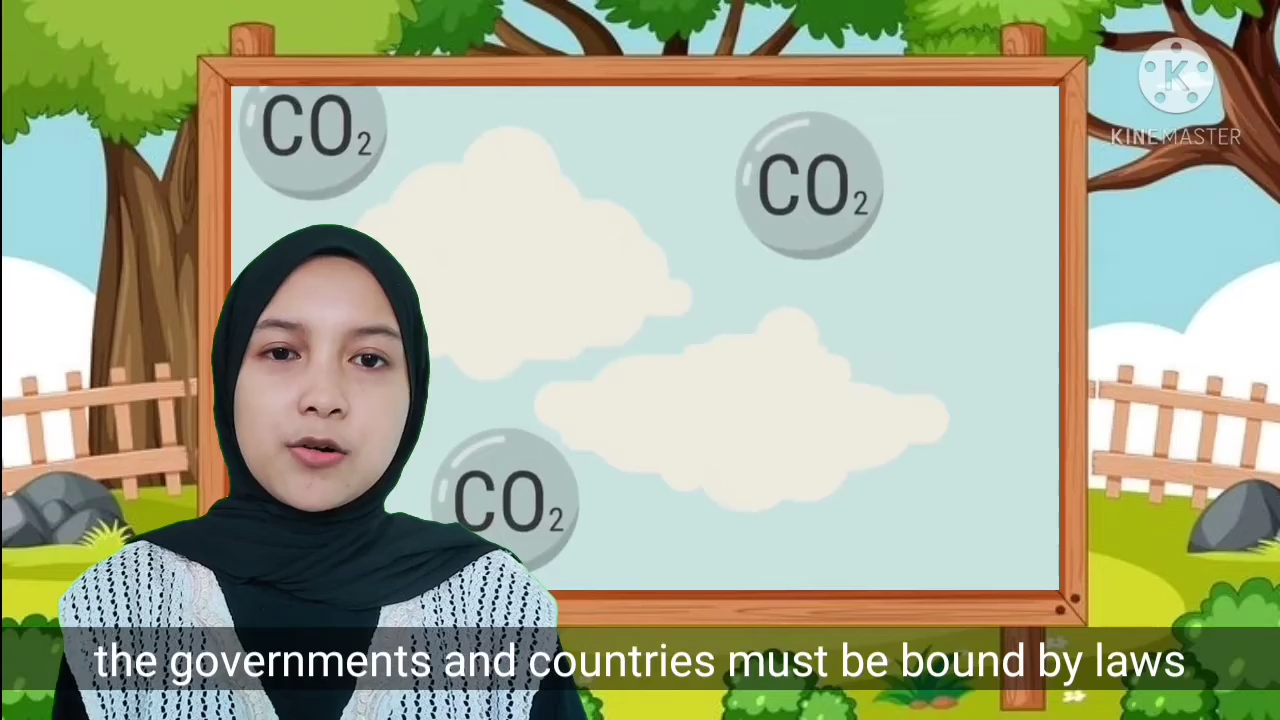 CO₂
CO₂
K
KINEMASTER
CO₂
the governments and countries must be bound by laws